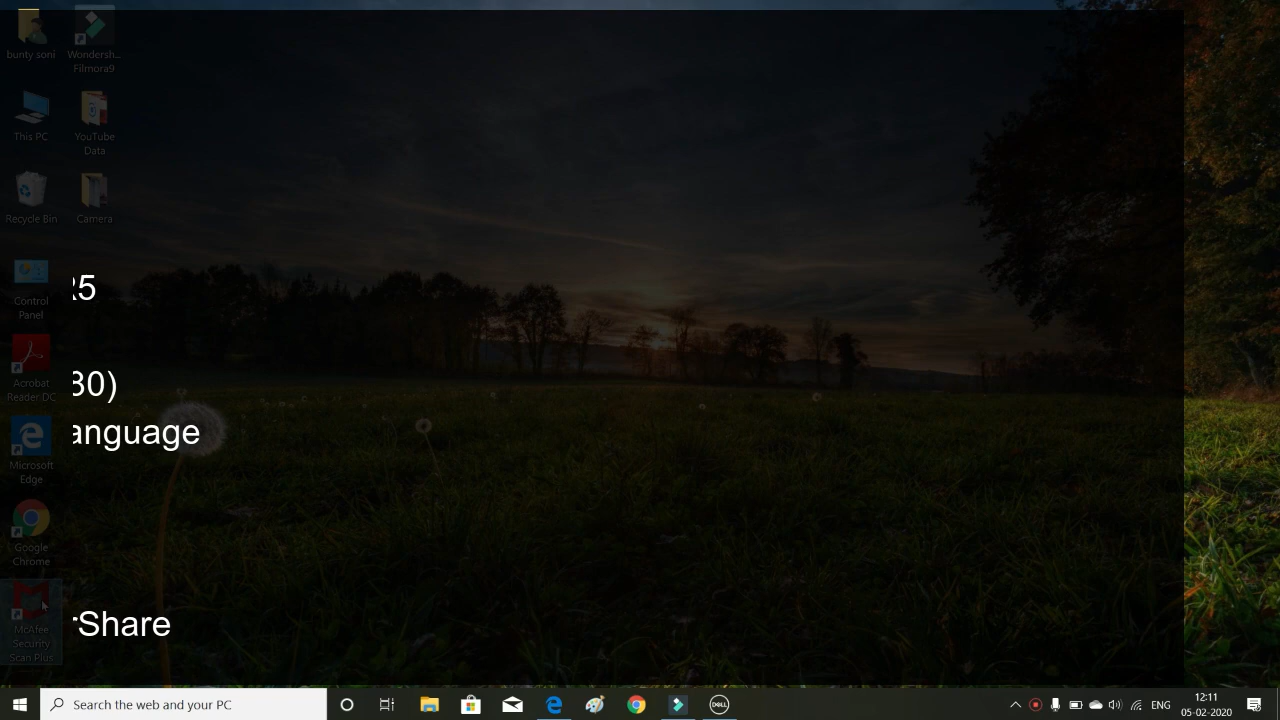 bunty soni
Wondersh...
Filmora9
This PC
YouTube
Data
Recycle Bin
Camera
25
Control
Panel
Acrobat
Reader DC
30)
anguage
Microsoft
Edge
Google
Chrome
rShare
McAfee
Security
Scan Plus
Search the web and your PC
DELL
ENG
12:11
05-02-2020